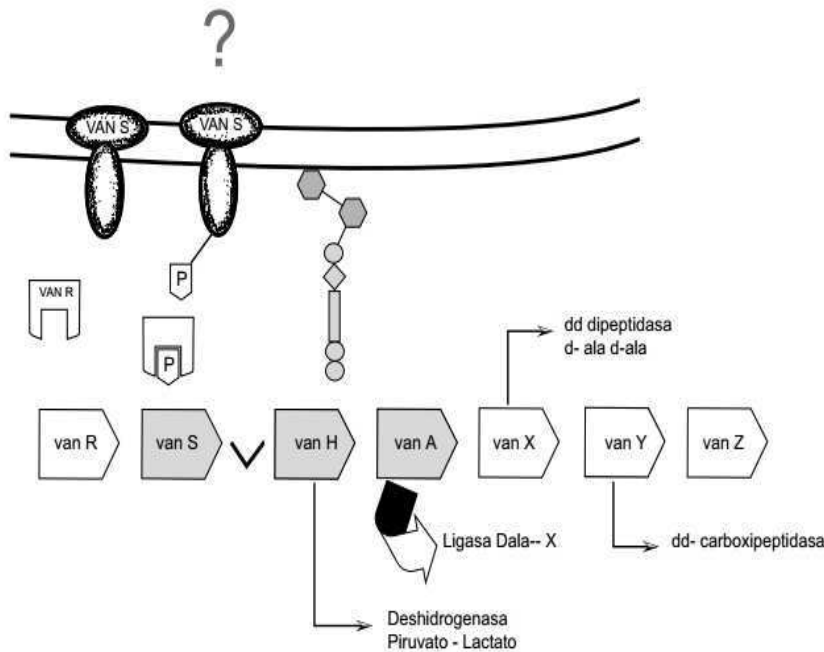 ?
VAN S
VAN S
P
VAN R
P
dd dipeptidasa
d- ala d-ala
van R
van S
van H
van A
van X
van Y
van Z
Ligasa Dala-- X
dd- carboxipeptidasa
Deshidrogenasa
Piruvato - Lactato